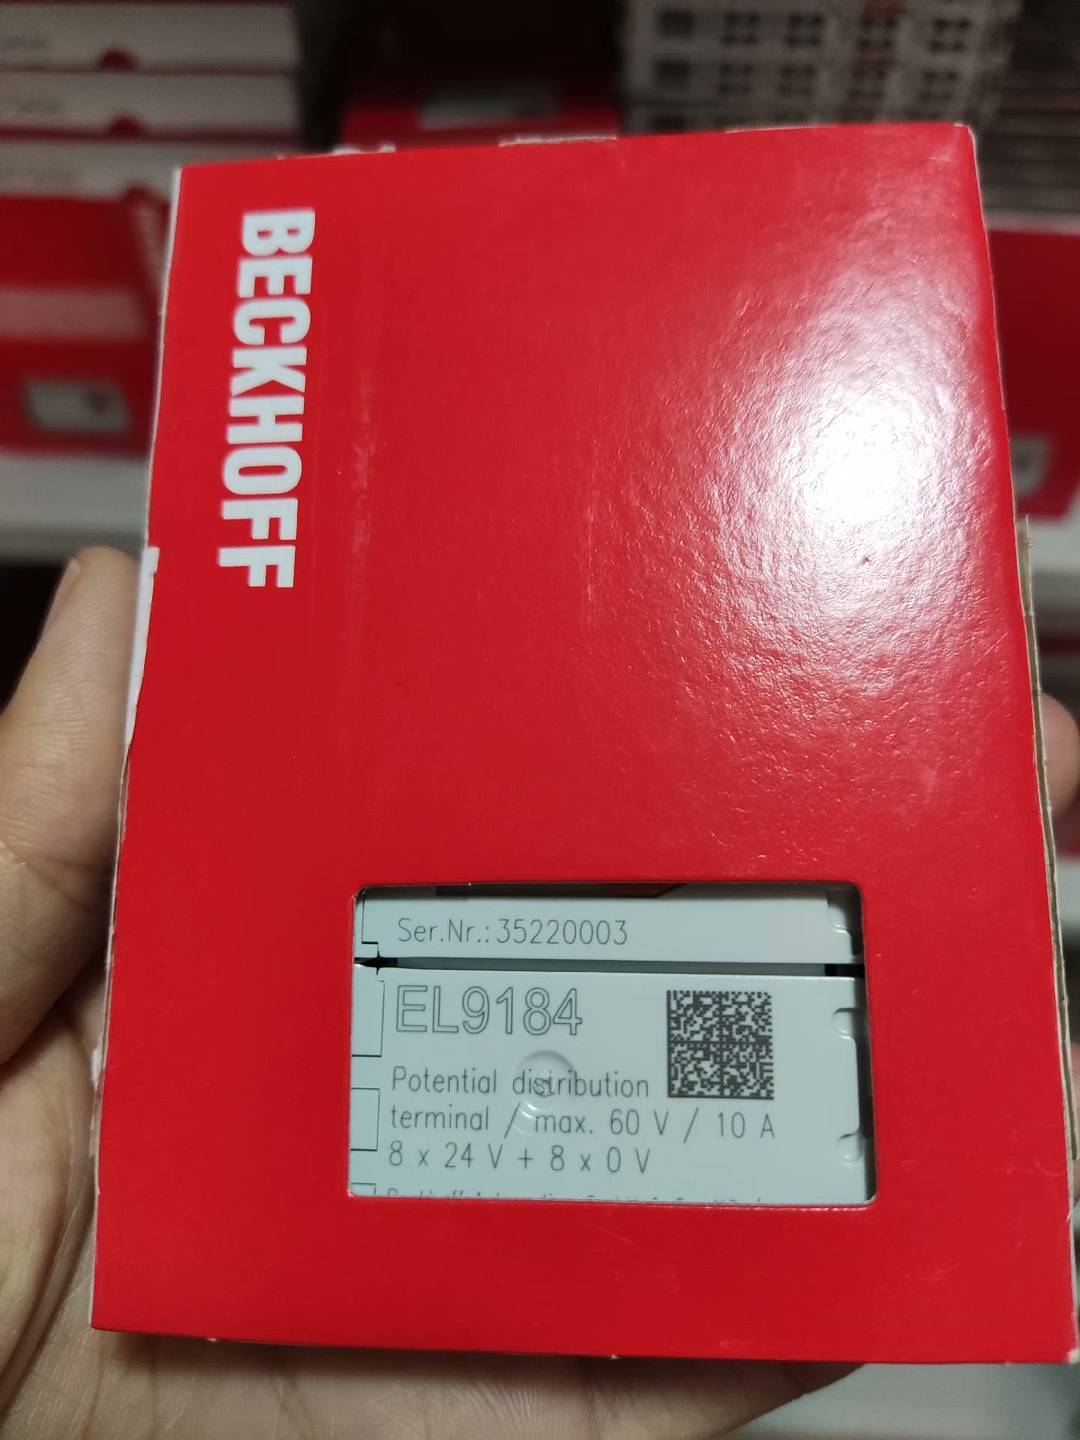 BECKHOFF
Ser.Nr.: 35220003
EL9184
Potential distribution
terminal / max. 60 V / 10 A
8 x 24 V + 8 x 0 V